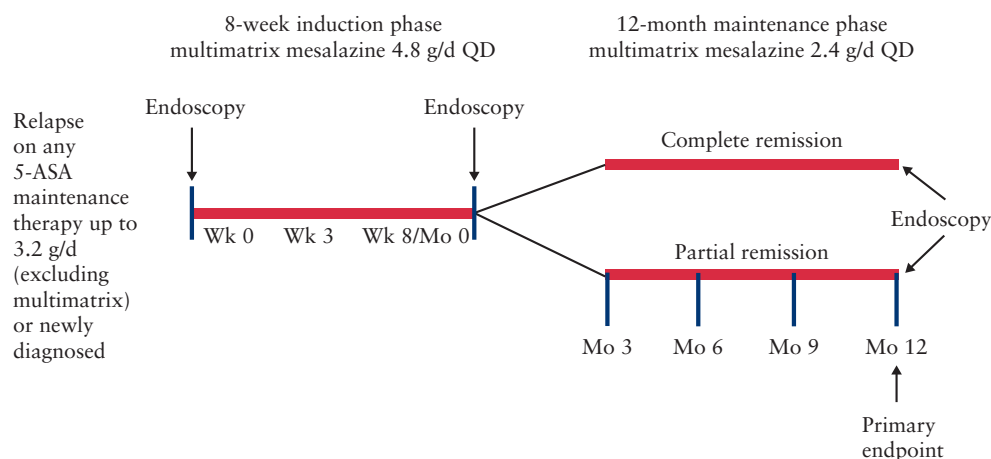 8-week induction phase
multimatrix mesalazine 4.8 g/d QD
12-month maintenance phase
multimatrix mesalazine 2.4 g/d QD
Relapse
on any
5-ASA
maintenance
therapy up to
3.2 g/d
(excluding
multimatrix)
or newly
diagnosed
Endoscopy
Endoscopy
Wk 0
Wk 3
Wk 8/Mo 0
Complete remission
Endoscopy
Partial remission
Mo 3
Mo 6
Mo 9
Mo 12
Primary
endpoint